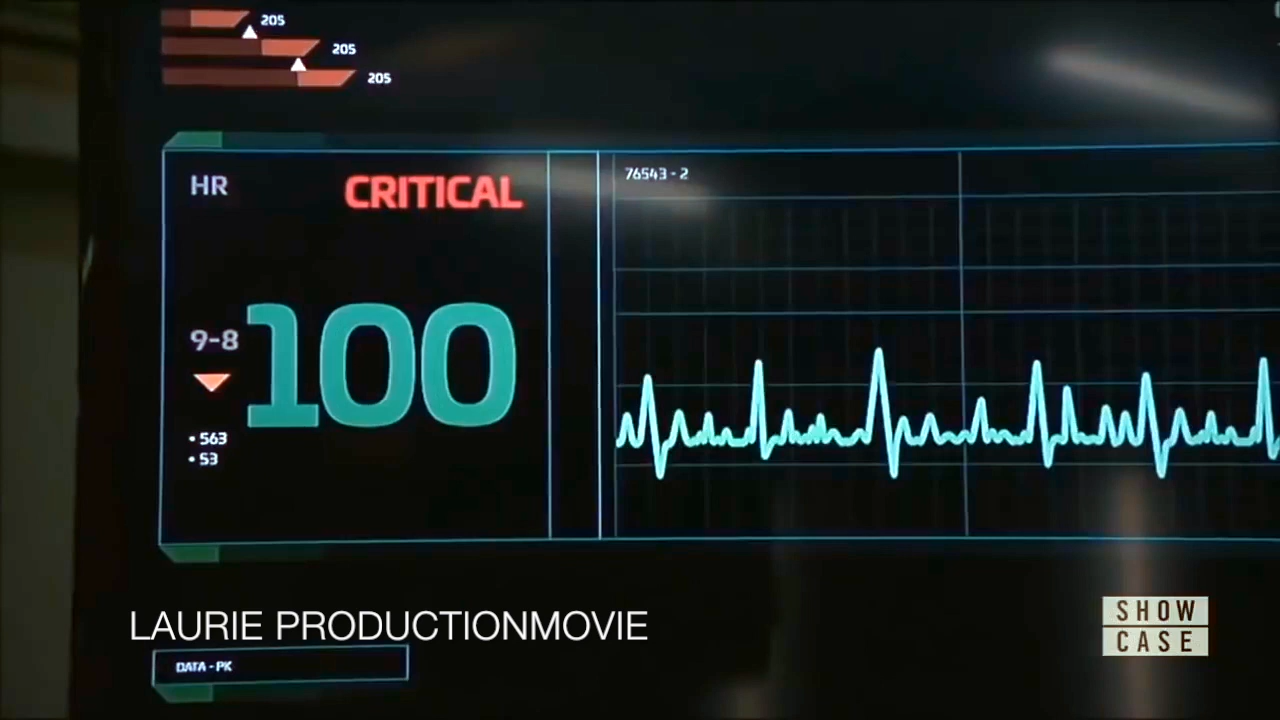 205
205
205
HR
CRITICAL
76543 - 2
9-8
100
• 563
• 53
LAURIE PRODUCTIONMOVIE
SHOW
CASE
DATA - PK